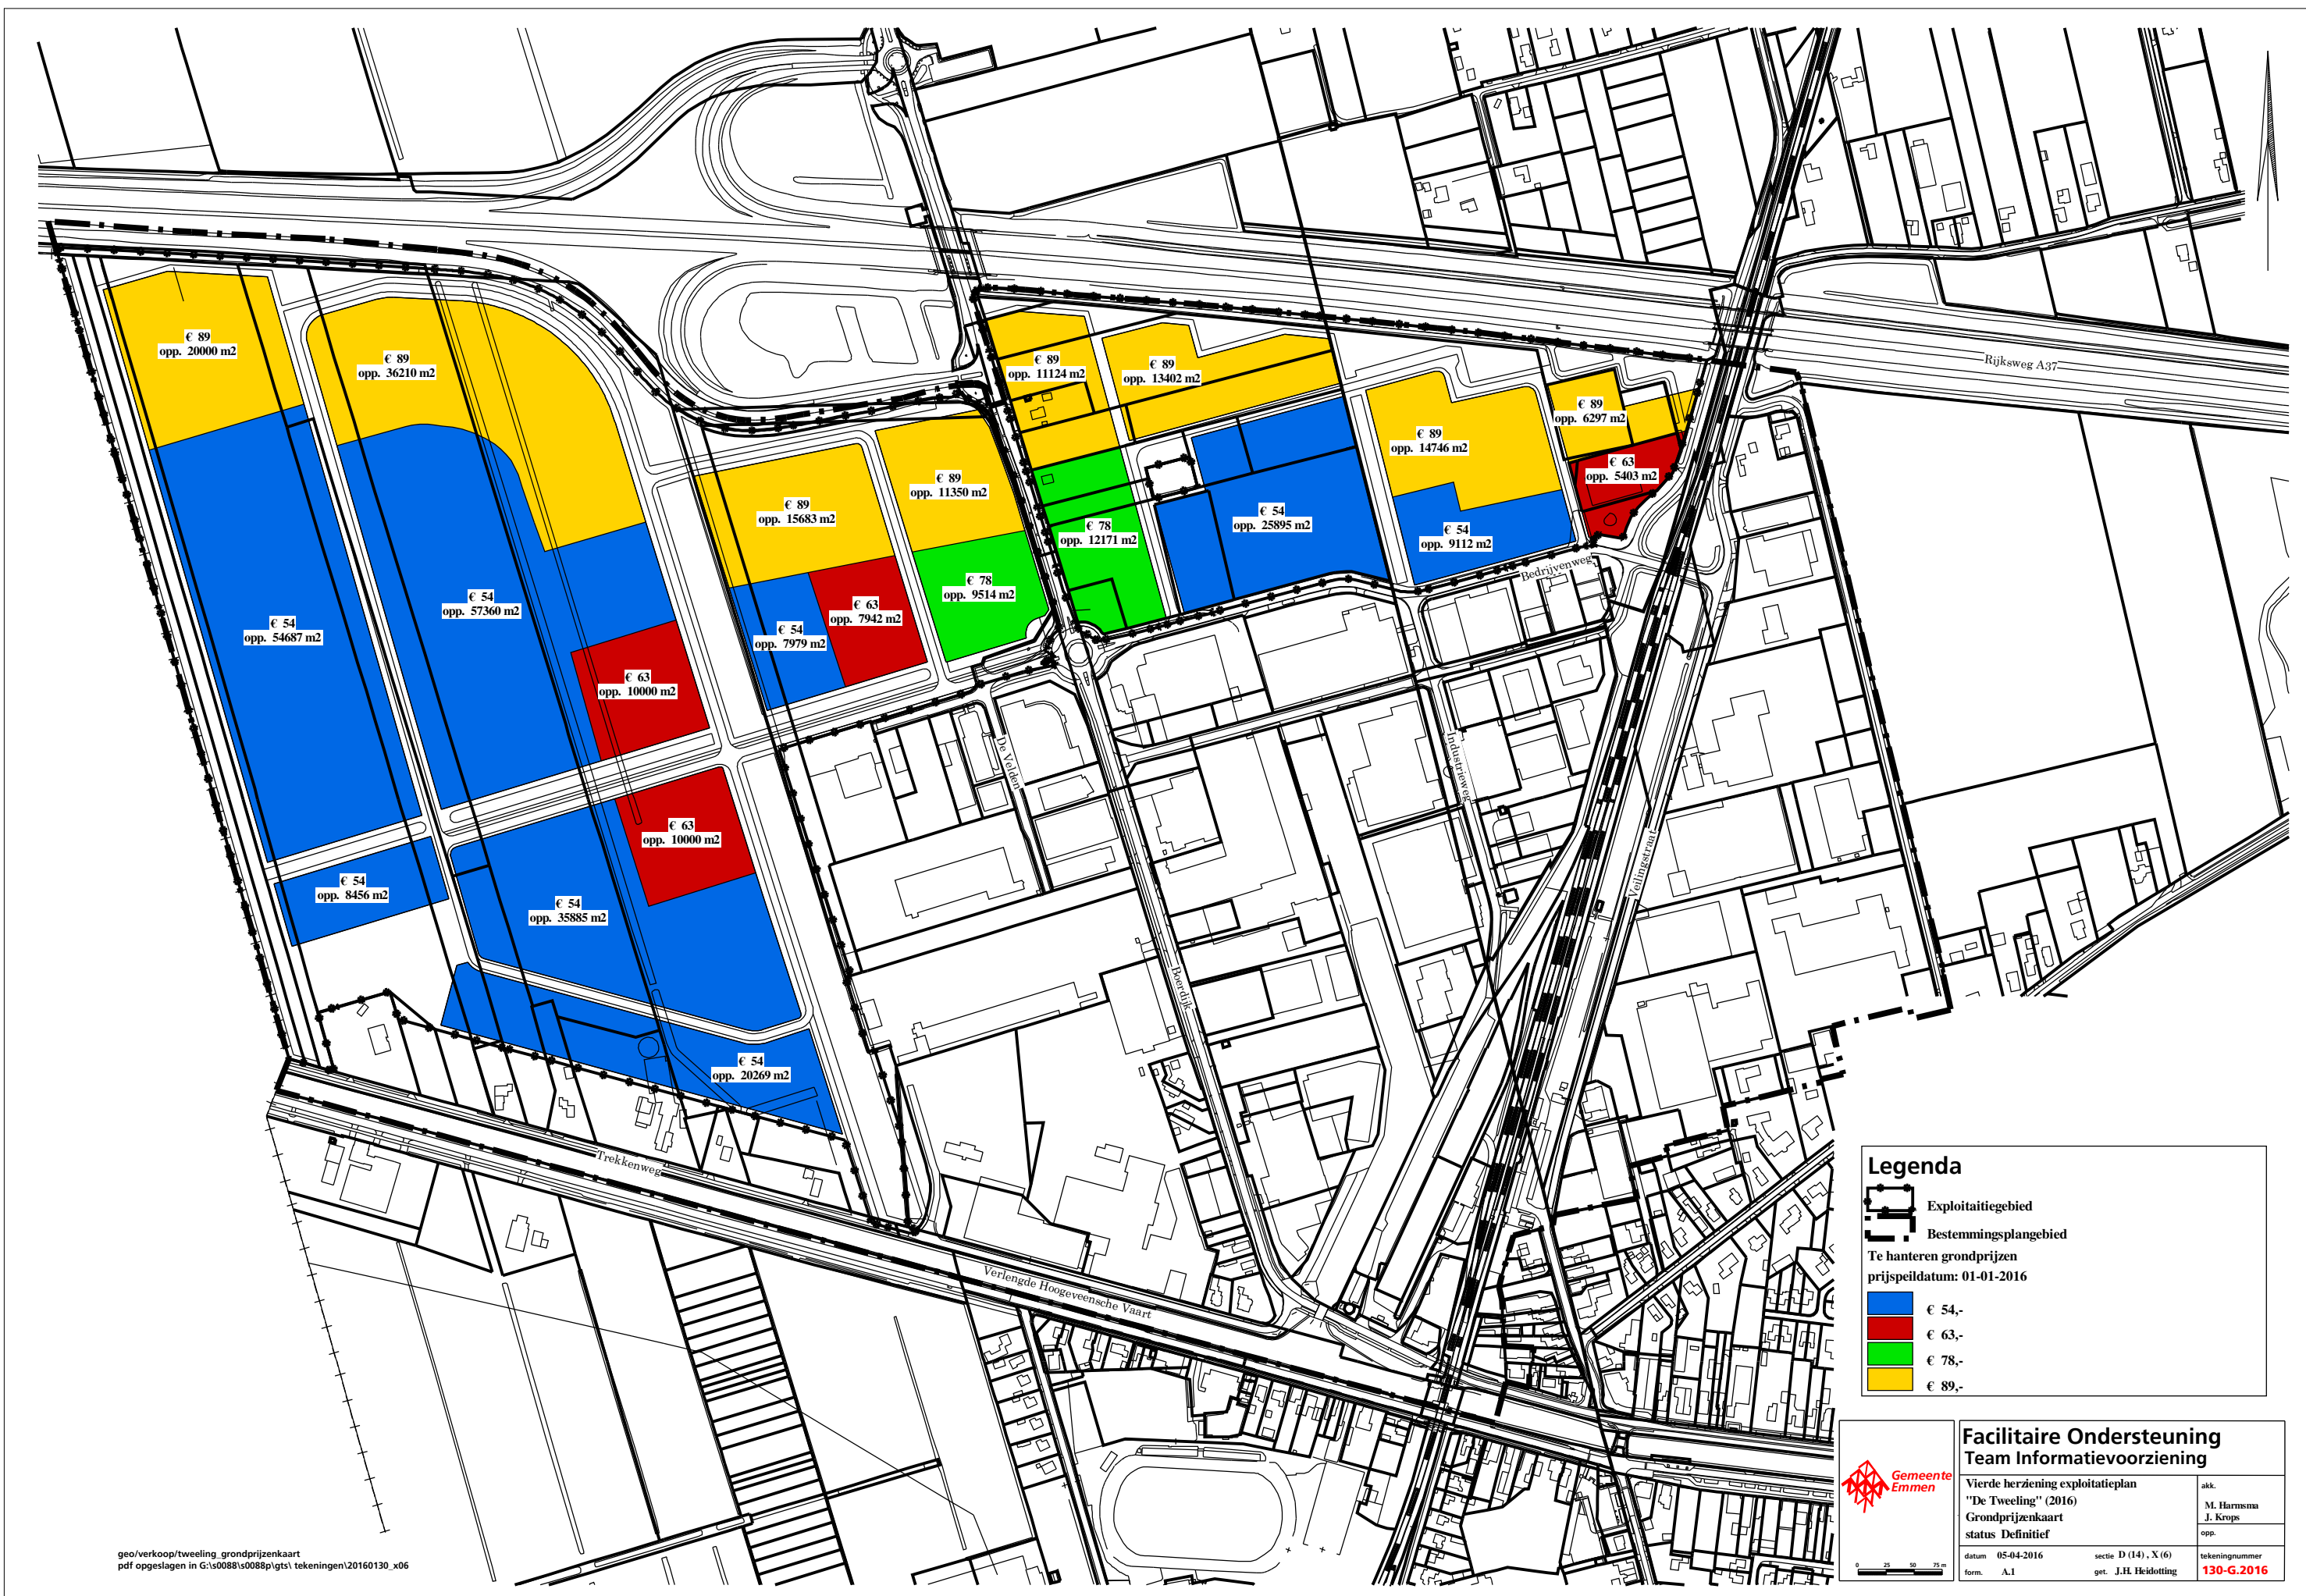 € 89
opp. 20000 m2
€ 89
opp. 36210 m2
€ 89
opp. 11124 m2
€ 89
opp. 13402 m2
Rijksweg A37
€ 89
opp. 6297 m2
€ 89
opp. 14746 m2
€ 63
opp. 5403 m2
€ 89
opp. 11350 m2
€ 89
opp. 15683 m2
€ 54
opp. 25895 m2
€ 78
opp. 12171 m2
€ 54
opp. 9112 m2
Bedrijvenweg
€ 78
opp. 9514 m2
€ 54
opp. 57360 m2
€ 63
opp. 7942 m2
€ 54
opp. 54687 m2
€ 54
opp. 7979 m2
€ 63
opp. 10000 m2
De Velden
Industrieweg
€ 63
opp. 10000 m2
Veilingstraat
€ 54
opp. 8456 m2
€ 54
opp. 35885 m2
Beerdijk
€ 54
opp. 20269 m2
Trekkenweg
Verlengde Hoogeveensche Vaart
Legenda
Exploitaitiegebied
Bestemmingsplangebied
Te hanteren grondprijzen
prijspeildatum: 01-01-2016
€ 54,-
€ 63,-
€ 78,-
€ 89,-
Gemeente
Emmen
0 25 50 75 m
Facilitaire Ondersteuning
Team Informatievoorziening
Vierde herziening exploitatieplan
"De Tweeling" (2016)
Grondprijzenkaart
status Definitief
akk.
M. Harmsma
J. Krops
opp.
datum 05-04-2016
sectie D (14) , X (6)
form. A.1
get. J.H. Heidotting
tekeningnummer
130-G.2016
geo/verkoop/tweeling_grondprijzenkaart
pdf opgeslagen in G:\s0088\s0088p\gts\ tekeningen\20160130_x06